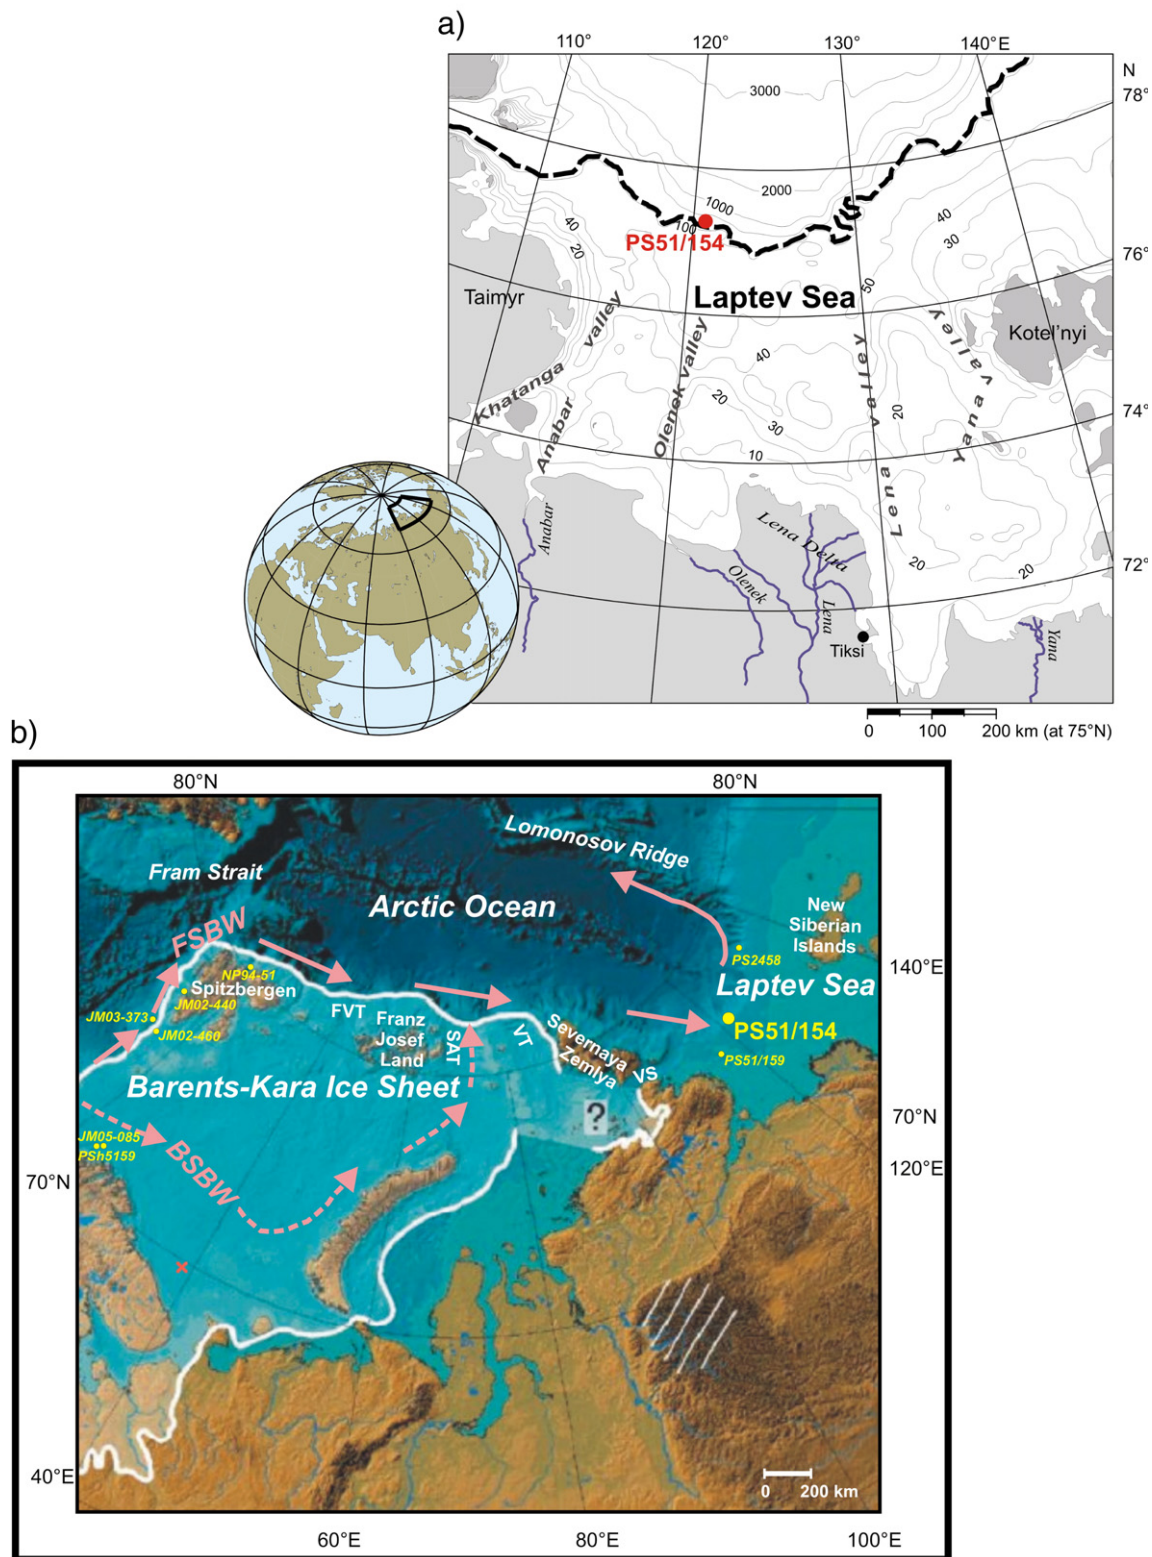 a)
110°
120°
130°
140°E
N
78°
3000
2000
1000
100
PS51/154
40
20
40
30
76°
50
Taimyr
Laptev Sea
Kotel'nyi
Khatanga valley
Anabar
Olenek valley
Lena valley
Yana valley
40
20
30
20
74°
10
Anabar
Lena Delta
Olenek
Lena
20
20
72°
Tiksi
Yana
0 100 200 km (at 75°N)
b)
80°N
80°N
Lomonosov Ridge
Fram Strait
Arctic Ocean
New
Siberian
Islands
FSBW
PS2458
140°E
NP94-51
Spitzbergen
JM02-440
Laptev Sea
JM03-373
JM02-460
FVT
Franz
Josef
Land
SAT
VT
Severnaya
Zemlya
VS
PS51/154
PS51/159
Barents-Kara Ice Sheet
?
70°N
JM05-085
PSh5159
BSBW
120°E
70°N
40°E
0 200 km
60°E
80°E
100°E